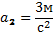 a₂ = 3м/с²